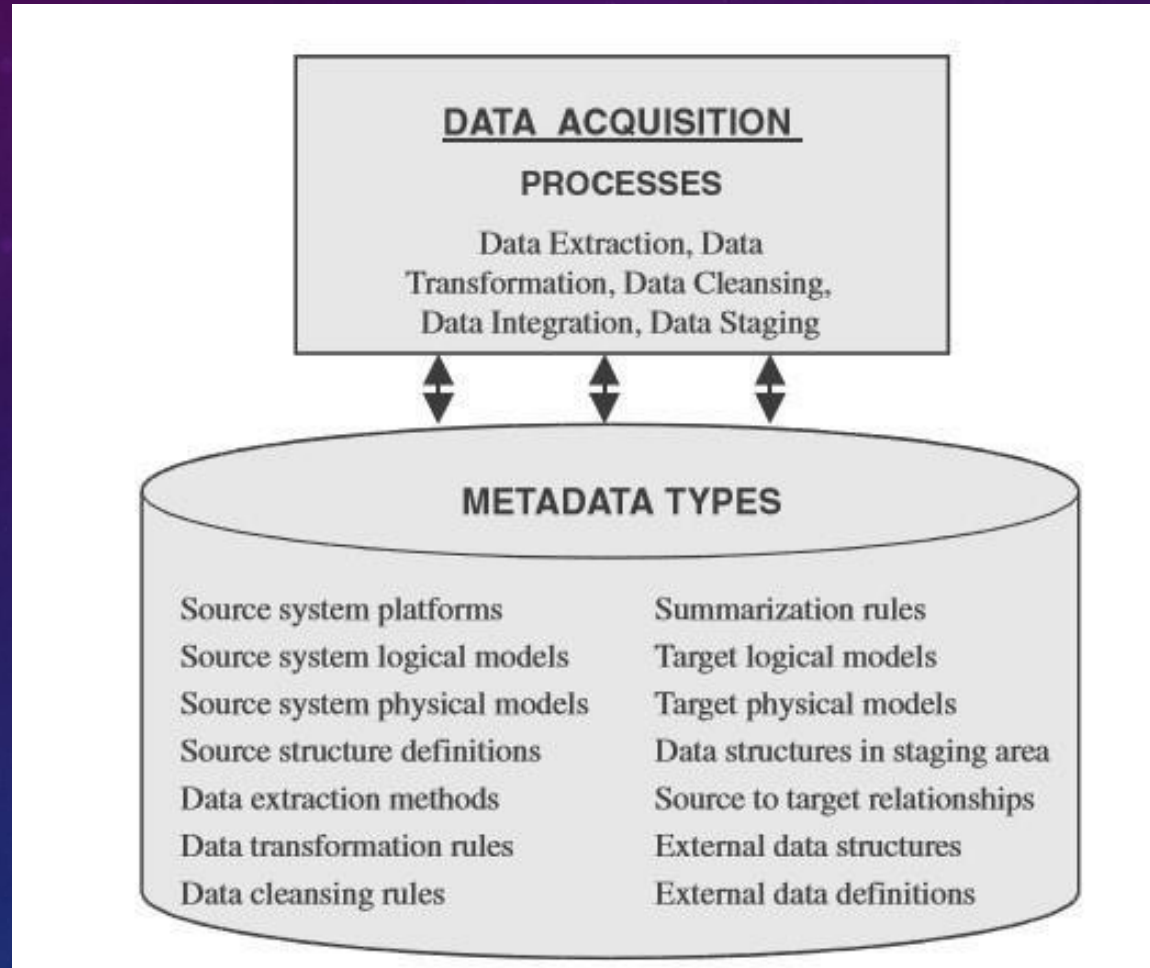 DATA ACQUISITION
PROCESSES
Data Extraction, Data
Transformation, Data Cleansing,
Data Integration, Data Staging
METADATA TYPES
Source system platforms
Source system logical models
Source system physical models
Source structure definitions
Data extraction methods
Data transformation rules
Data cleansing rules
Summarization rules
Target logical models
Target physical models
Data structures in staging area
Source to target relationships
External data structures
External data definitions